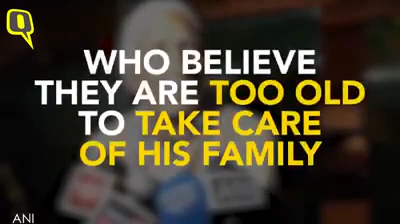 WHO BELIEVE
THEY ARE TOO OLD
TO TAKE CARE
OF HIS FAMILY
ANI